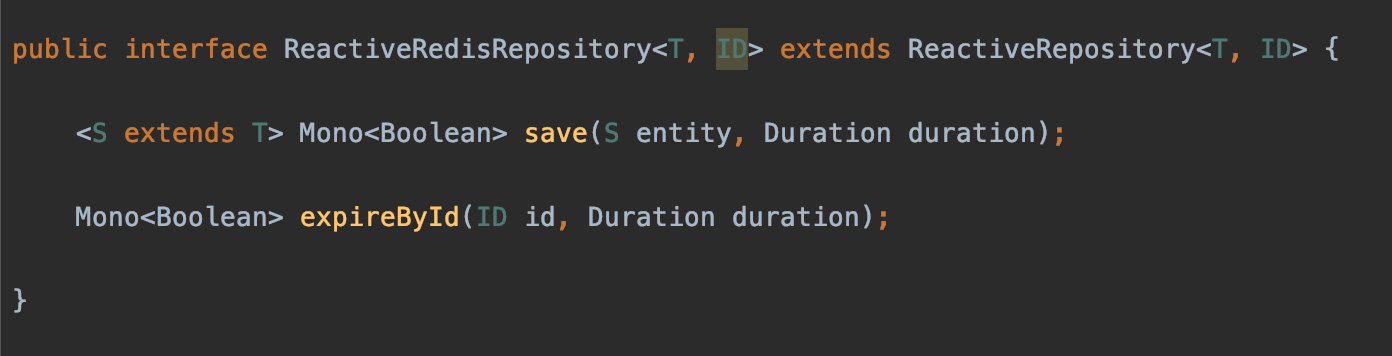 public interface ReactiveRedisRepository<T, ID> extends ReactiveRepository<T, ID> {
<S extends T> Mono<Boolean> save(S entity, Duration duration);
Mono<Boolean> expireById(ID id, Duration duration);
}